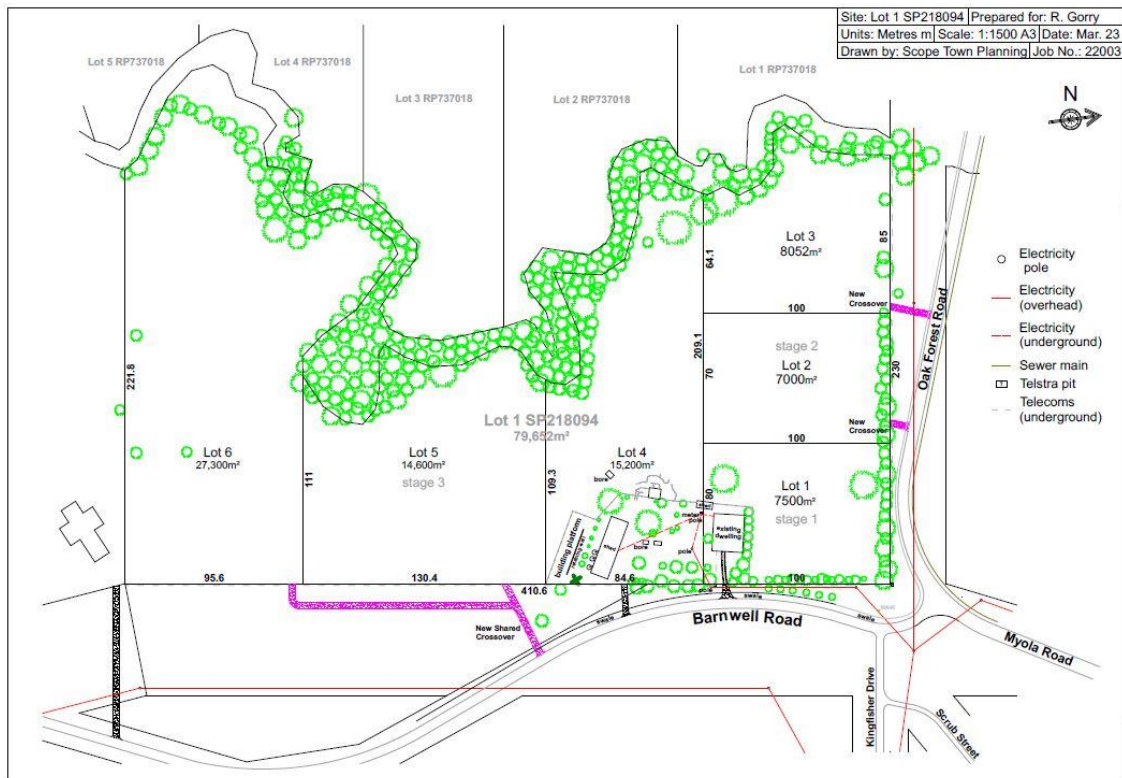 Site: Lot 1 SP218094 Prepared for: R. Gorry
Units: Metres m Scale: 1:1500 A3 Date: Mar. 23
Drawn by: Scope Town Planning Job No.: 22003
Lot 5 RP737018
Lot 4 RP737018
Lot 3 RP737018
Lot 2 RP737018
Lot 1 RP737018
N
Lot 3
8052m²
85
64.1
New
Crossover
100
stage 2
Lot 2
7000m²
209.1
70
230
Oak Forest Road
New
Crossover
100
Lot 1
7500m²
stage 1
80
Electricity
pole
Electricity
(overhead)
Electricity
(underground)
Sewer main
T
Telstra pit
Telecoms
(underground)
221.8
Lot 1 SP218094
79,652m²
Lot 6
27,300m²
Lot 5
14,600m²
stage 3
Lot 4
15,200m²
111
109.3
bore
meter
pole
existing
dwelling
building platform
shed
bore
pole
95.6
130.4
84.6
100
410.6
pole
swale
swale
swale
swale
New Shared
Crossover
Barnwell Road
Myola Road
Kingfisher Drive
Scrub Street